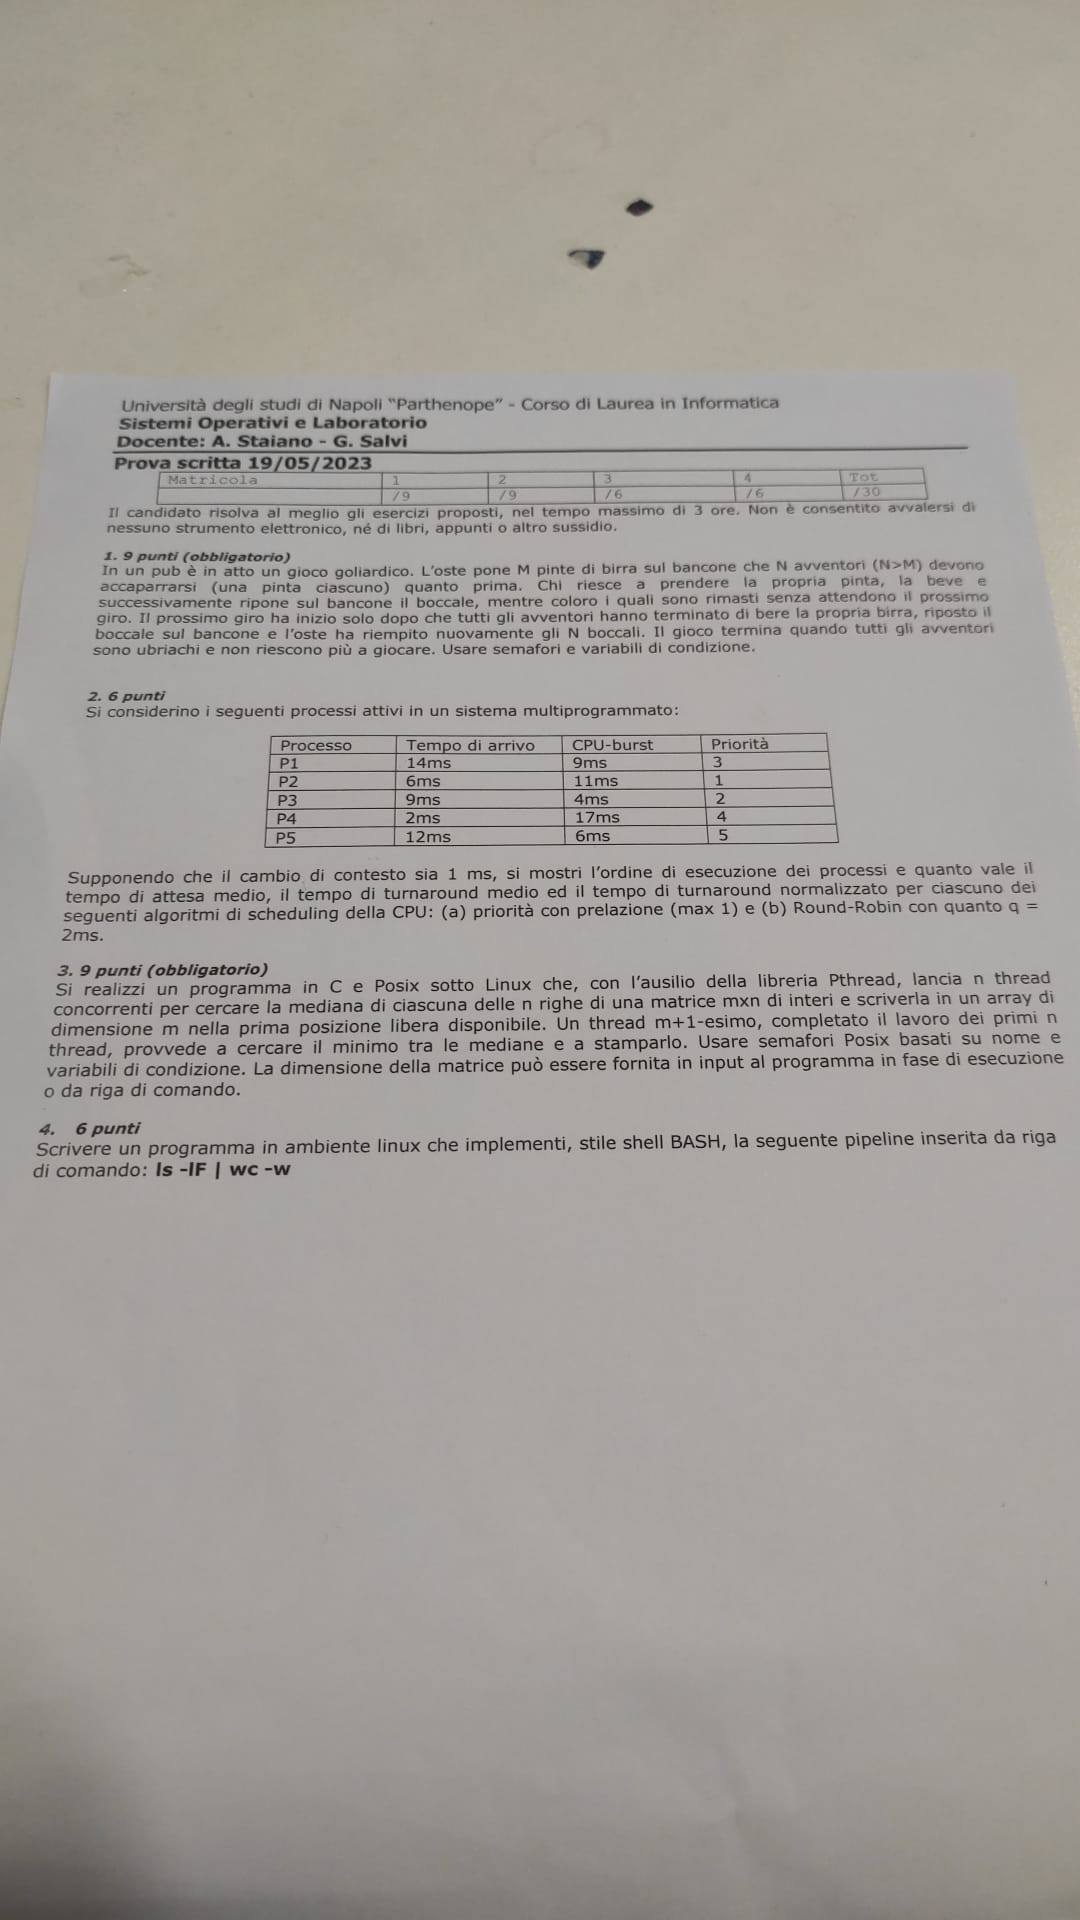 Università degli studi di Napoli “Parthenope” - Corso di Laurea in Informatica
Sistemi Operativi e Laboratorio
Docente: A. Staiano - G. Salvi
Prova scritta 19/05/2023
Matricola 1 2 3 4 Tot
/9 /9 /6 /6 /30
Il candidato risolva al meglio gli esercizi proposti, nel tempo massimo di 3 ore. Non è consentito avvalersi di
nessuno strumento elettronico, né di libri, appunti o altro sussidio.
1. 9 punti (obbligatorio)
In un pub è in atto un gioco goliardico. L’oste pone M pinte di birra sul bancone che N avventori (N>M) devono
accaparrarsi (una pinta ciascuno) quanto prima. Chi riesce a prendere la propria pinta, la beve e
successivamente ripone sul bancone il boccale, mentre coloro i quali sono rimasti senza attendono il prossimo
giro. Il prossimo giro ha inizio solo dopo che tutti gli avventori hanno terminato di bere la propria birra, riposto il
boccale sul bancone e l’oste ha riempito nuovamente gli N boccali. Il gioco termina quando tutti gli avventori
sono ubriachi e non riescono più a giocare. Usare semafori e variabili di condizione.
2. 6 punti
Si considerino i seguenti processi attivi in un sistema multiprogrammato:
Processo Tempo di arrivo CPU-burst Priorità
P1 14ms 9ms 3
P2 6ms 11ms 1
P3 9ms 4ms 2
P4 2ms 17ms 4
P5 12ms 6ms 5
Supponendo che il cambio di contesto sia 1 ms, si mostri l’ordine di esecuzione dei processi e quanto vale il
tempo di attesa medio, il tempo di turnaround medio ed il tempo di turnaround normalizzato per ciascuno dei
seguenti algoritmi di scheduling della CPU: (a) priorità con prelazione (max 1) e (b) Round-Robin con quanto q =
2ms.
3. 9 punti (obbligatorio)
Si realizzi un programma in C e Posix sotto Linux che, con l’ausilio della libreria Pthread, lancia n thread
concorrenti per cercare la mediana di ciascuna delle n righe di una matrice mxn di interi e scriverla in un array di
dimensione m nella prima posizione libera disponibile. Un thread m+1-esimo, completato il lavoro dei primi n
thread, provvede a cercare il minimo tra le mediane e a stamparlo. Usare semafori Posix basati su nome e
variabili di condizione. La dimensione della matrice può essere fornita in input al programma in fase di esecuzione
o da riga di comando.
4. 6 punti
Scrivere un programma in ambiente linux che implementi, stile shell BASH, la seguente pipeline inserita da riga
di comando: ls -lF | wc -w